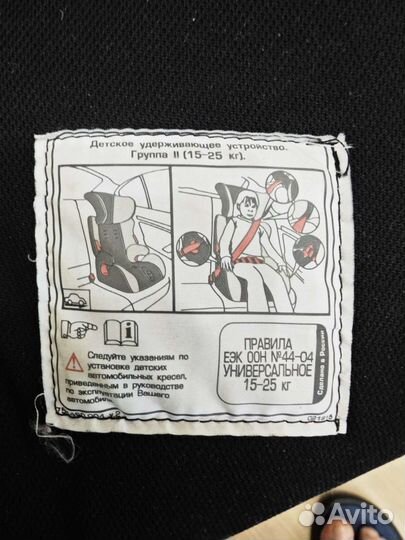 Детское удерживающее устройство.
Группа II (15-25 кг).
Следуйте указаниям по
установке детских
автомобильных кресел,
приведенным в руководстве
по эксплуатации Вашего
автомобиля.
ПРАВИЛА
ЕЭК ООН №44-04
УНИВЕРСАЛЬНОЕ
15-25 кг
Сделано в России
Avito